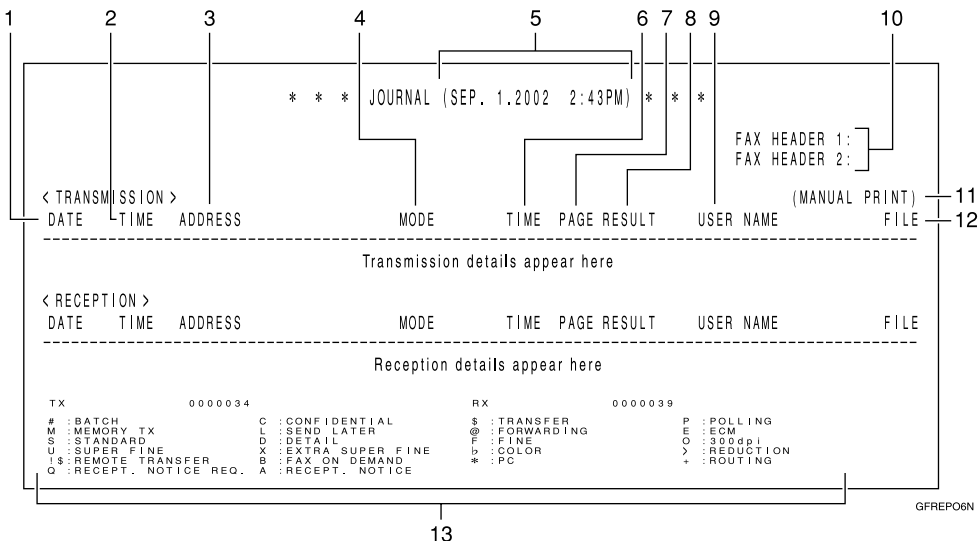 1 2 3 4 5 6 7 8 9 10
* * * JOURNAL (SEP. 1.2002 2:43PM) * * *
FAX HEADER 1:
FAX HEADER 2:
<TRANSMISSION> (MANUAL PRINT) 11
DATE TIME ADDRESS MODE TIME PAGE RESULT USER NAME FILE 12
Transmission details appear here
<RECEPTION>
DATE TIME ADDRESS MODE TIME PAGE RESULT USER NAME FILE
Reception details appear here
TX 0000034 RX 0000039
# :BATCH C :CONFIDENTIAL $ :TRANSFER P :POLLING
M :MEMORY TX L :SEND LATER @ :FORWARDING E :ECM
S :STANDARD D :DETAIL F :FINE O :300dpi
U :SUPER FINE X :EXTRA SUPER FINE ♭ :COLOR > :REDUCTION
!$ :REMOTE TRANSFER B :FAX ON DEMAND * :PC + :ROUTING
Q :RECEPT. NOTICE REQ. A :RECEPT. NOTICE
GFREPO6N
13